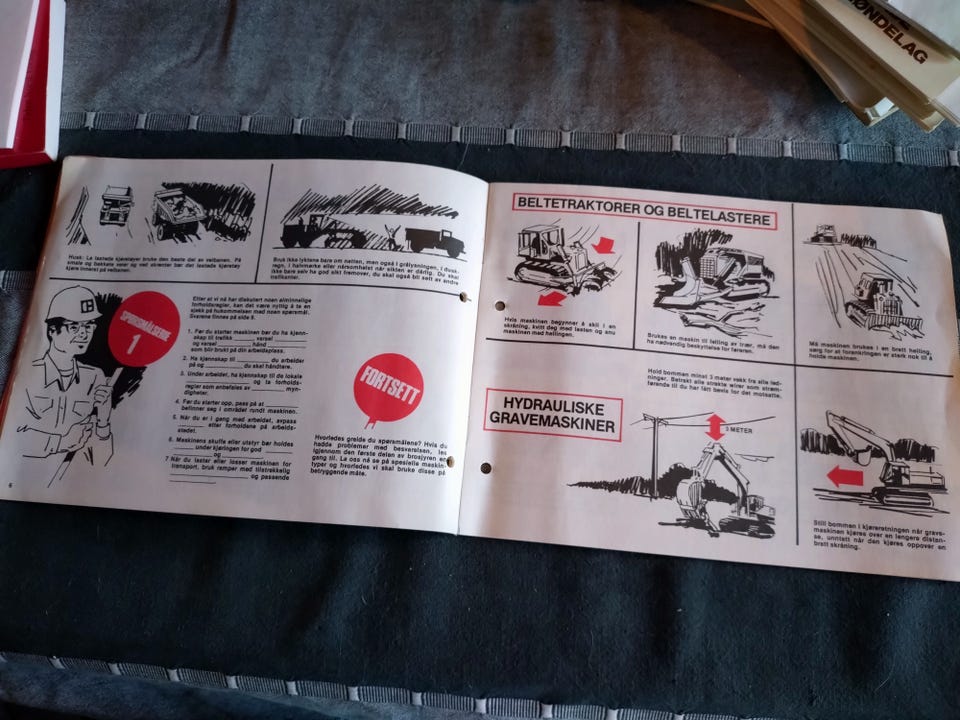 ØNDELAG
Husk: La lastede kjøretøyer bruke den beste del av veibanen. På
smale og bakkete veier og ved skrenter bør det lastede kjøretøy
kjøre innerst på veibanen.
Bruk ikke lyktene bare om natten, men også i grålysningen, i dusk-
regn, i halvmørke eller nårsomhelst når sikten er dårlig. Du skal
ikke bare selv ha god sikt fremover, du skal også bli sett av andre
trafikanter.
SPØRSMÅLSRUNDE
1
Etter at vi nå har diskutert noen alminnelige
forholdsregler, kan det være nyttig å ta en
sjekk på hukommelsen med noen spørsmål.
Svarene finnes på side 8.
1. Før du starter maskinen bør du ha kjenn-
skap til trafikk , varsel
og varsel hånd
som blir brukt på din arbeidsplass.
2. Ha kjennskap til du arbeider
på og du skal håndtere.
3. Under arbeidet, ha kjennskap til de lokale
og ta forholds-
regler som anbefales av myn-
digheter.
4. Før du starter opp, pass på at
befinner seg i området rundt maskinen.
5. Når du er i gang med arbeidet, avpass
etter forholdene på arbeids-
stedet.
6. Maskinens skuffe eller utstyr bør holdes
under kjøringen for god
og
7 Når du laster eller losser maskinen for
transport, bruk ramper med tilstrekkelig
og passende
FORTSETT
Hvorledes greide du spørsmålene? Hvis du
hadde problemer med besvarelsen, les
igjennom den første delen av brosjyren en
gang til. La oss nå se på spesielle maskin-
typer og hvorledes vi skal bruke disse på
betryggende måte.
6
BELTETRAKTORER OG BELTELASTERE
Hvis maskinen begynner å skli i en
skråning, kvitt deg med lasten og snu
maskinen med hellingen.
Brukes en maskin til felling av trær, må den
ha nødvendig beskyttelse for føreren.
Må maskinen brukes i en bratt helling,
sørg for at forankringen er sterk nok til å
holde maskinen.
HYDRAULISKE
GRAVEMASKINER
Hold bommen minst 3 meter vekk fra alle led-
ninger. Betrakt alle strekte wirer som strøm-
førende til du har fått bevis for det motsatte.
3 METER
Still bommen i kjøreretningen når grave-
maskinen kjøres over en lengere distan-
se, unntatt når den kjøres oppover en
bratt skråning.